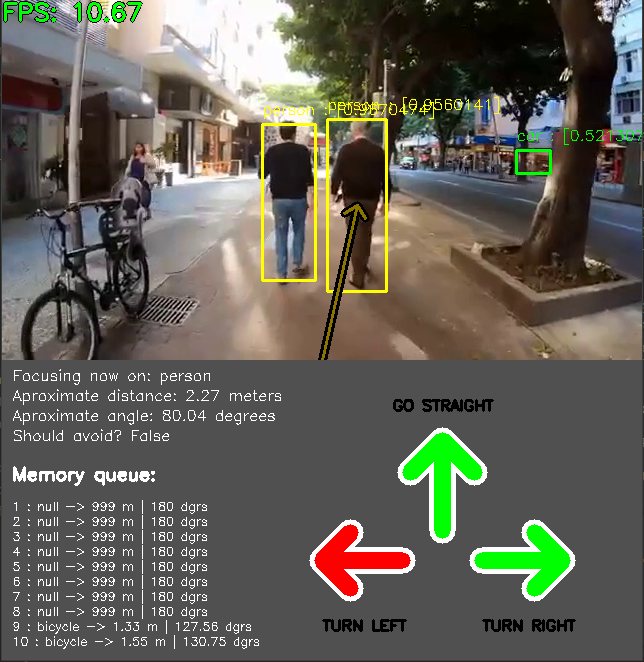 FPS: 10.67
person : [0.9560141]
car : [0.521307
Focusing now on: person
Aproximate distance: 2.27 meters
Aproximate angle: 80.04 degrees
Should avoid? False
GO STRAIGHT
Memory queue:
1 : null -> 999 m | 180 dgrs
2 : null -> 999 m | 180 dgrs
3 : null -> 999 m | 180 dgrs
4 : null -> 999 m | 180 dgrs
5 : null -> 999 m | 180 dgrs
6 : null -> 999 m | 180 dgrs
7 : null -> 999 m | 180 dgrs
8 : null -> 999 m | 180 dgrs
9 : bicycle -> 1.33 m | 127.56 dgrs
10 : bicycle -> 1.55 m | 130.75 dgrs
TURN LEFT
TURN RIGHT